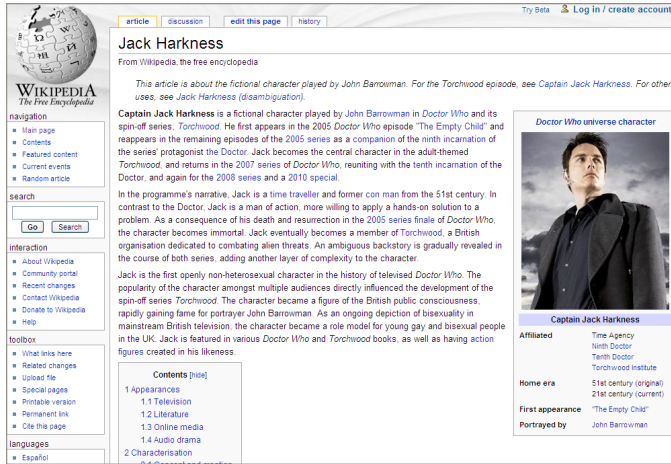 Try Beta Log in / create account
article discussion edit this page history
Jack Harkness
From Wikipedia, the free encyclopedia
This article is about the fictional character played by John Barrowman. For the Torchwood episode, see Captain Jack Harkness. For other
uses, see Jack Harkness (disambiguation).
Captain Jack Harkness is a fictional character played by John Barrowman in Doctor Who and its
spin-off series, Torchwood. He first appears in the 2005 Doctor Who episode "The Empty Child" and
reappears in the remaining episodes of the 2005 series as a companion of the ninth incarnation of
the series' protagonist the Doctor. Jack becomes the central character in the adult-themed
Torchwood, and returns in the 2007 series of Doctor Who, reuniting with the tenth incarnation of the
Doctor, and again for the 2008 series and a 2010 special.
In the programme's narrative, Jack is a time traveller and former con man from the 51st century. In
contrast to the Doctor, Jack is a man of action, more willing to apply a hands-on solution to a
problem. As a consequence of his death and resurrection in the 2005 series finale of Doctor Who,
the character becomes immortal. Jack eventually becomes a member of Torchwood, a British
organisation dedicated to combating alien threats. An ambiguous backstory is gradually revealed in
the course of both series, adding another layer of complexity to the character.
Jack is the first openly non-heterosexual character in the history of televised Doctor Who. The
popularity of the character amongst multiple audiences directly influenced the development of the
spin-off series Torchwood. The character became a figure of the British public consciousness,
rapidly gaining fame for portrayer John Barrowman. As an ongoing depiction of bisexuality in
mainstream British television, the character became a role model for young gay and bisexual people
in the UK. Jack is featured in various Doctor Who and Torchwood books, as well as having action
figures created in his likeness.
Contents [hide]
1 Appearances
1.1 Television
1.2 Literature
1.3 Online media
1.4 Audio drama
2 Characterisation
2.1 Concept and creation
Doctor Who universe character
Captain Jack Harkness
Affiliated Time Agency
Ninth Doctor
Tenth Doctor
Torchwood Institute
Home era 51st century (original)
21st century (current)
First appearance "The Empty Child"
Portrayed by John Barrowman
WIKIPEDIA
The Free Encyclopedia
navigation
Main page
Contents
Featured content
Current events
Random article
search
Go Search
interaction
About Wikipedia
Community portal
Recent changes
Contact Wikipedia
Donate to Wikipedia
Help
toolbox
What links here
Related changes
Upload file
Special pages
Printable version
Permanent link
Cite this page
languages
Español